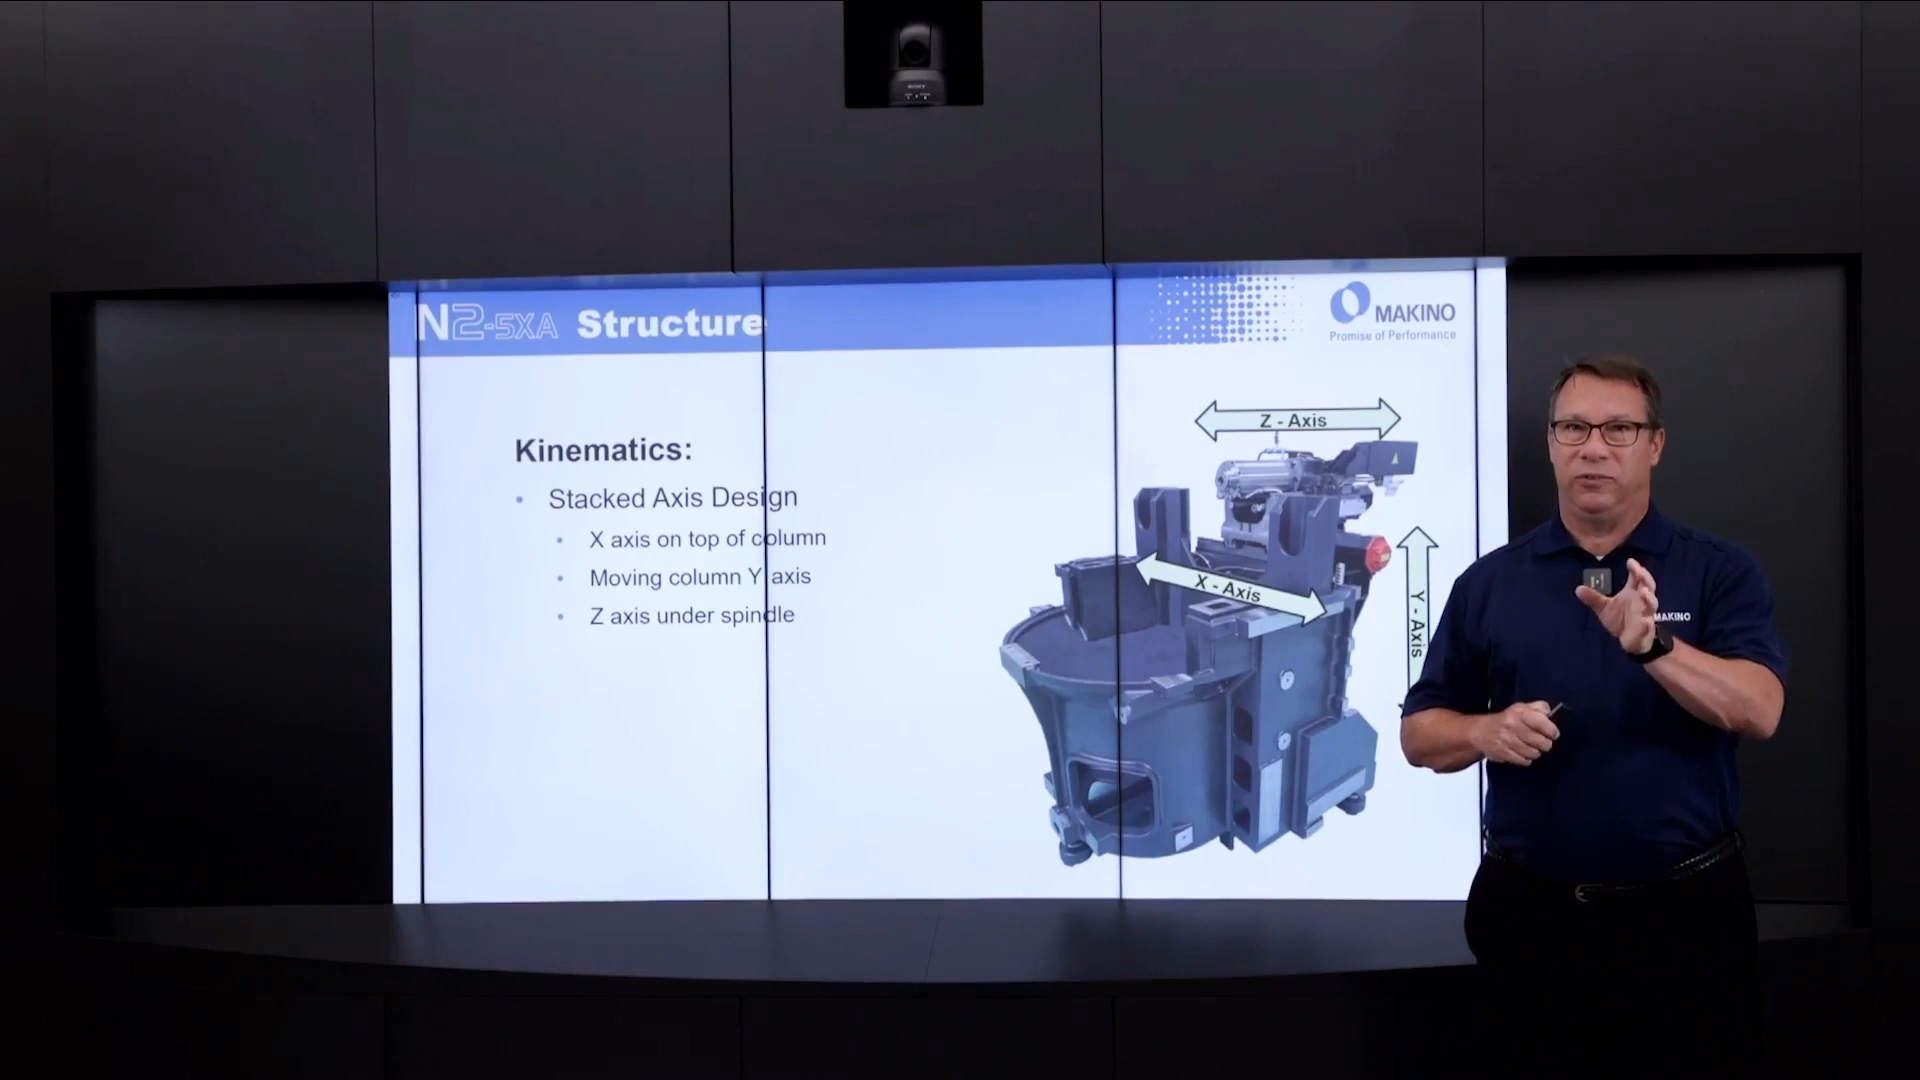 N2-5XA Structure
MAKINO
Promise of Performance
Kinematics:
• Stacked Axis Design
• X axis on top of column
• Moving column Y axis
• Z axis under spindle
Z - Axis
X - Axis
Y - Axis
MAKINO
SONY